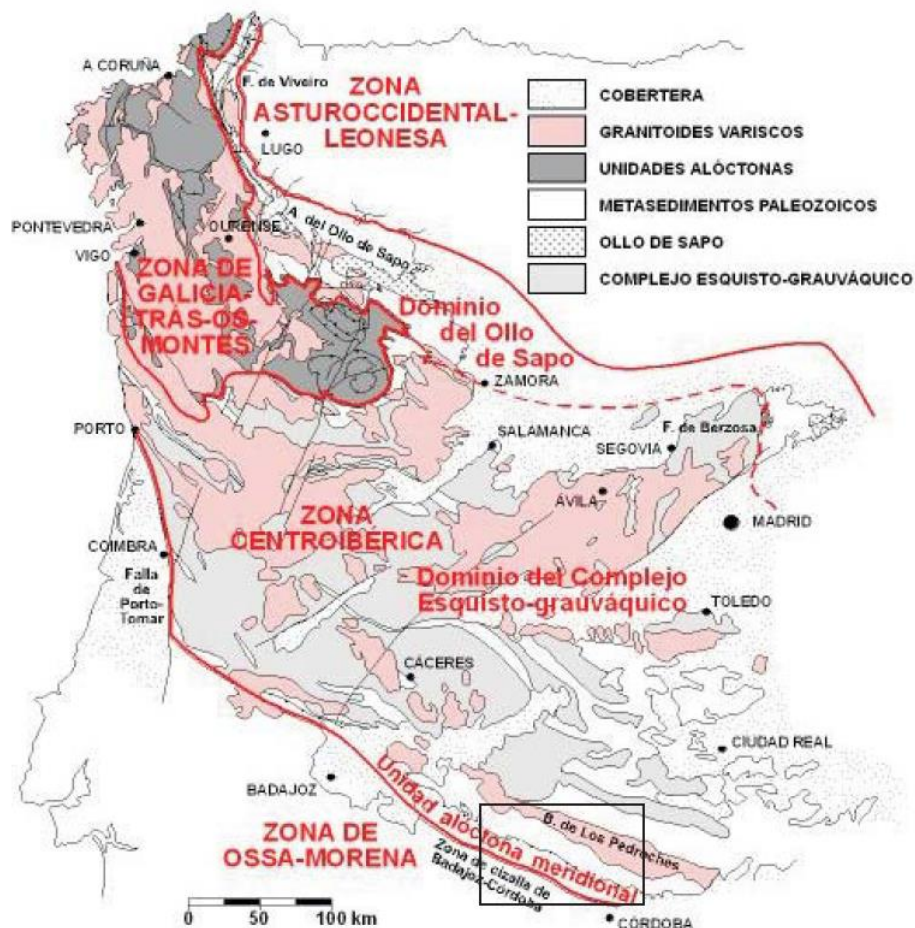 A CORUÑA
F. de Viveiro
ZONA
ASTUROCCIDENTAL-
LEONESA
LUGO
COBERTERA
GRANITOIDES VARISCOS
UNIDADES ALÓCTONAS
METASEDIMENTOS PALEOZOICOS
OLLO DE SAPO
COMPLEJO ESQUISTO-GRAUVÁQUICO
PONTEVEDRA
OURENSE
A. del Ollo de Sapo
VIGO
ZONA DE
GALICIA-
TRÁS-OS-
MONTES
Dominio
del Ollo
de Sapo
ZAMORA
PORTO
SALAMANCA
SEGOVIA
F. de Berzosa
ÁVILA
MADRID
ZONA
CENTROIBÉRICA
COIMBRA
Falla
de
Porto-
Tomar
Dominio del Complejo
Esquisto-grauváquico
TOLEDO
CÁCERES
CIUDAD REAL
BADAJOZ
Unidad alóctona meridional
B. de Los Pedroches
ZONA DE
OSSA-MORENA
Zona de cizalla de
Badajoz-Córdoba
CÓRDOBA
0 50 100 km